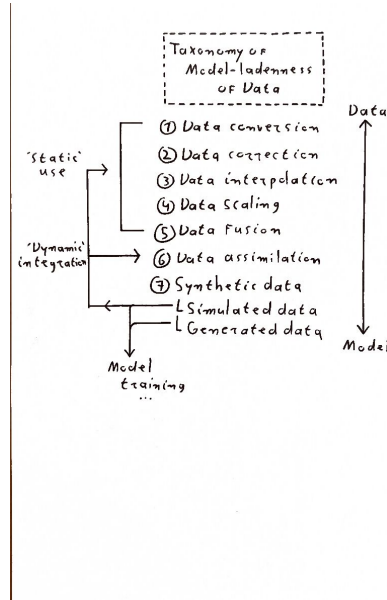 Taxonomy of
Model-ladenness
of Data
Data
① Data conversion
'Static'
use
② Data correction
③ Data interpolation
④ Data Scaling
⑤ Data Fusion
'Dynamic'
integration
⑥ Data assimilation
⑦ Synthetic data
Simulated data
Generated data
Model
Model
training
...